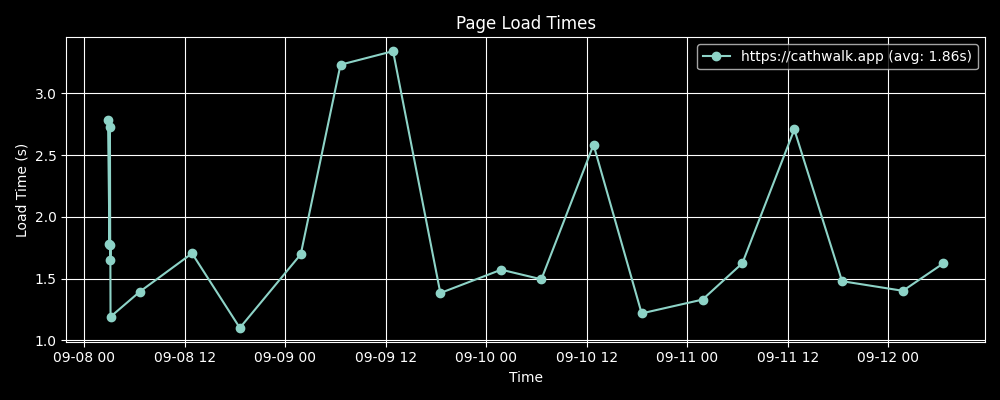 Page Load Times
https://cathwalk.app (avg: 1.86s)
Load Time (s)
3.0
2.5
2.0
1.5
1.0
09-08 00 09-08 12 09-09 00 09-09 12 09-10 00 09-10 12 09-11 00 09-11 12 09-12 00
Time